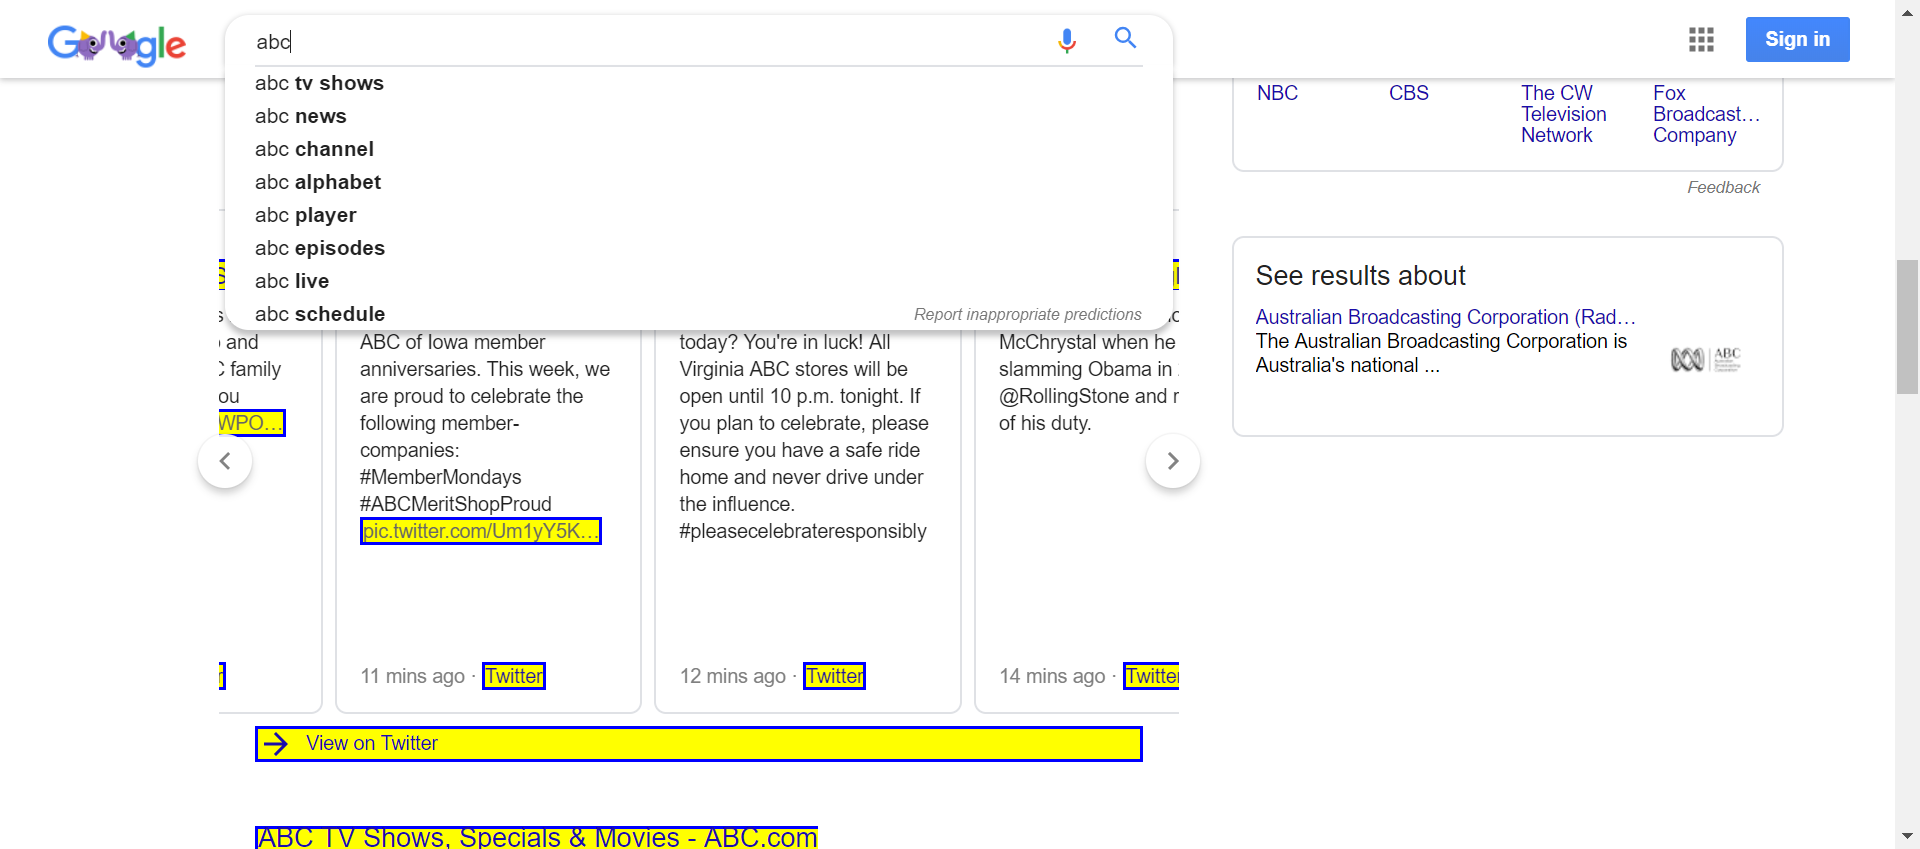 Google
abc
Sign in
abc tv shows
abc news
abc channel
abc alphabet
abc player
abc episodes
abc live
abc schedule
Report inappropriate predictions
NBC
CBS
The CW
Television
Network
Fox
Broadcast...
Company
Feedback
See results about
Australian Broadcasting Corporation (Rad...
The Australian Broadcasting Corporation is
Australia's national ...
ABC
and
family
WPO...
ABC of Iowa member
anniversaries. This week, we
are proud to celebrate the
following member-
companies:
#MemberMondays
#ABCMeritShopProud
pic.twitter.com/Um1yY5K...
11 mins ago · Twitter
today? You're in luck! All
Virginia ABC stores will be
open until 10 p.m. tonight. If
you plan to celebrate, please
ensure you have a safe ride
home and never drive under
the influence.
#pleasecelebrateresponsibly
12 mins ago · Twitter
McChrystal when he
slamming Obama in
@RollingStone and
of his duty.
14 mins ago · Twitter
View on Twitter
ABC TV Shows, Specials & Movies - ABC.com